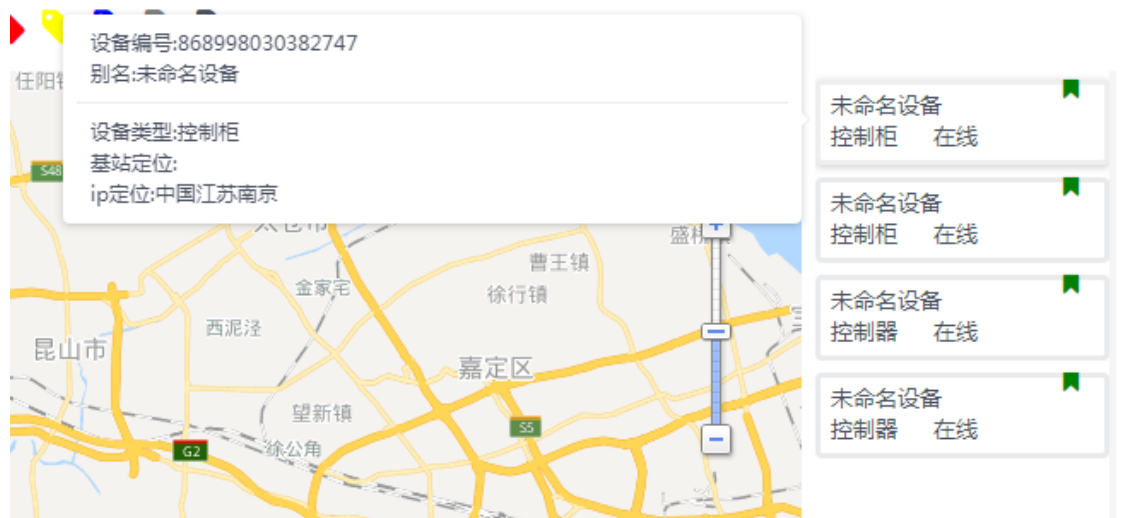 设备编号:868998030382747
别名:未命名设备
设备类型:控制柜
基站定位:
ip定位:中国江苏南京
未命名设备
控制柜 在线
未命名设备
控制柜 在线
未命名设备
控制器 在线
未命名设备
控制器 在线
任阳
S48
太仓市
曹王镇
金家宅
徐行镇
西泥泾
昆山市
嘉定区
望新镇
S5
G2
徐公角